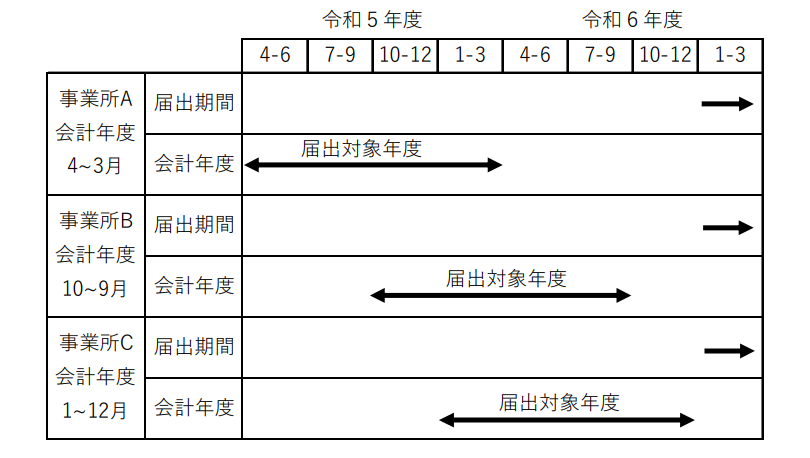 令和５年度 令和６年度
4-6 7-9 10-12 1-3 4-6 7-9 10-12 1-3
事業所A
会計年度
4~3月
届出期間
会計年度
届出対象年度
事業所B
会計年度
10~9月
届出期間
会計年度
届出対象年度
事業所C
会計年度
1~12月
届出期間
会計年度
届出対象年度